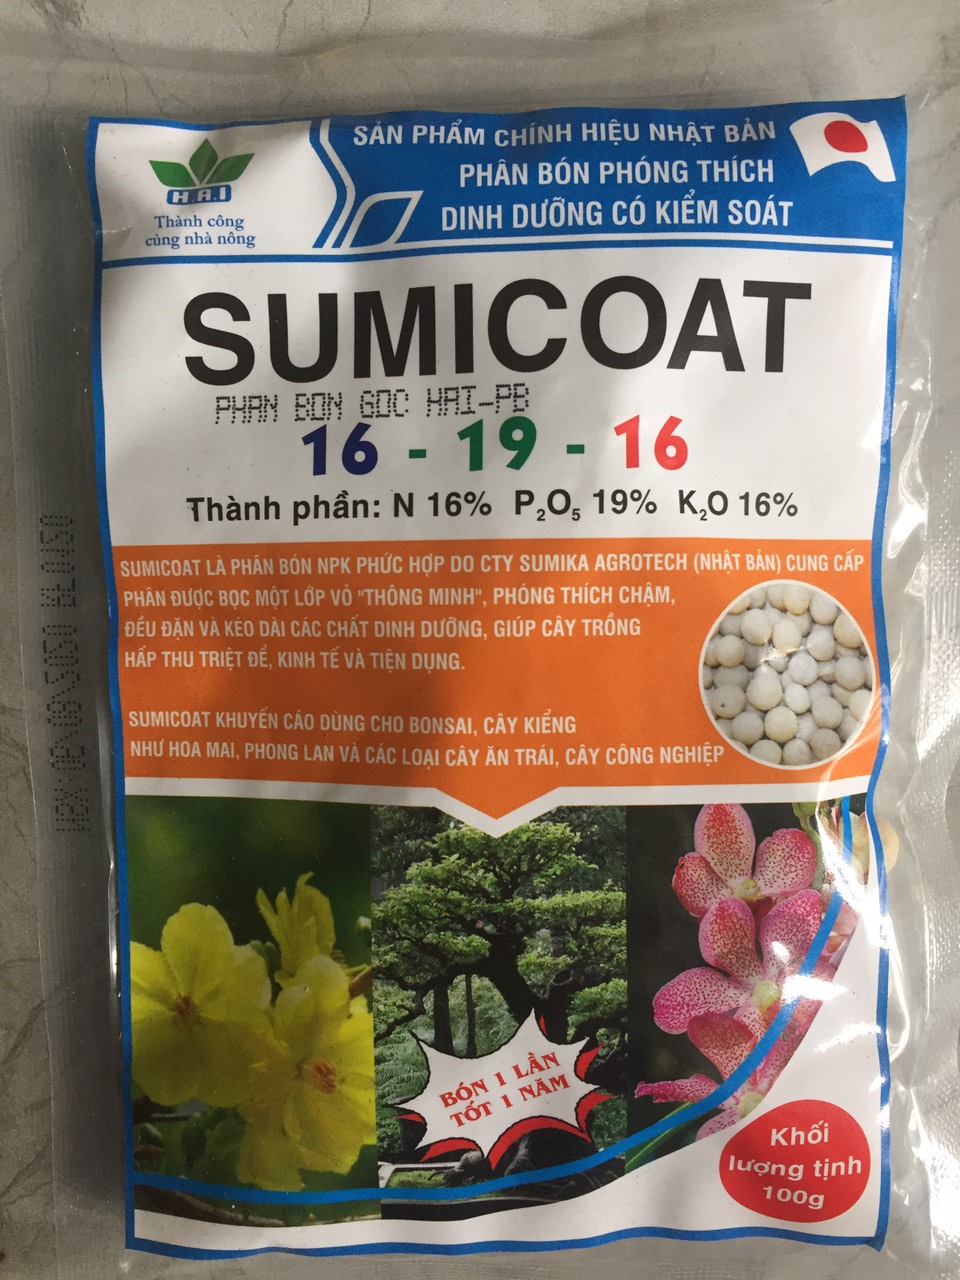 SẢN PHẨM CHÍNH HIỆU NHẬT BẢN
PHÂN BÓN PHÓNG THÍCH
DINH DƯỠNG CÓ KIỂM SOÁT
H.A.I
Thành công
cùng nhà nông
SUMICOAT
PHAN BON GOC HAI-PB
16 - 19 - 16
Thành phần: N 16% P₂O₅ 19% K₂O 16%
SUMICOAT LÀ PHÂN BÓN NPK PHỨC HỢP DO CTY SUMIKA AGROTECH (NHẬT BẢN) CUNG CẤP
PHÂN ĐƯỢC BỌC MỘT LỚP VỎ "THÔNG MINH", PHÓNG THÍCH CHẬM,
ĐỀU ĐẶN VÀ KÉO DÀI CÁC CHẤT DINH DƯỠNG, GIÚP CÂY TRỒNG
HẤP THU TRIỆT ĐỂ, KINH TẾ VÀ TIỆN DỤNG.
SUMICOAT KHUYẾN CÁO DÙNG CHO BONSAI, CÂY KIỂNG
NHƯ HOA MAI, PHONG LAN VÀ CÁC LOẠI CÂY ĂN TRÁI, CÂY CÔNG NGHIỆP
BÓN 1 LẦN
TỐT 1 NĂM
Khối
lượng tịnh
100g